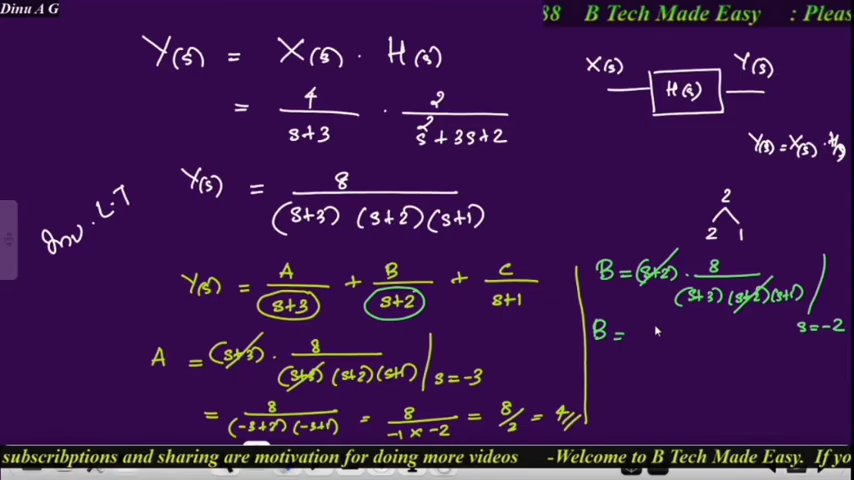 Dinu A G
88 B Tech Made Easy : Pleas
Y(s) = X(s) · H(s)
= 4/(s+3) · 2/(s²+3s+2)
X(s) H(s) Y(s)
Y(s) = X(s) · H(s)
Inv. L.T
Y(s) = 8/((s+3) (s+2)(s+1))
2
2 1
Y(s) = A/(s+3) + B/(s+2) + C/(s+1)
A = (s+3) · 8/((s+3) (s+2)(s+1)) | s=-3
= 8/((-3+2) (-3+1)) = 8/(-1 × -2) = 8/2 = 4//
B = (s+2) · 8/((s+3) (s+2)(s+1)) | s=-2
B =
subscribptions and sharing are motivation for doing more videos -Welcome to B Tech Made Easy. If yo